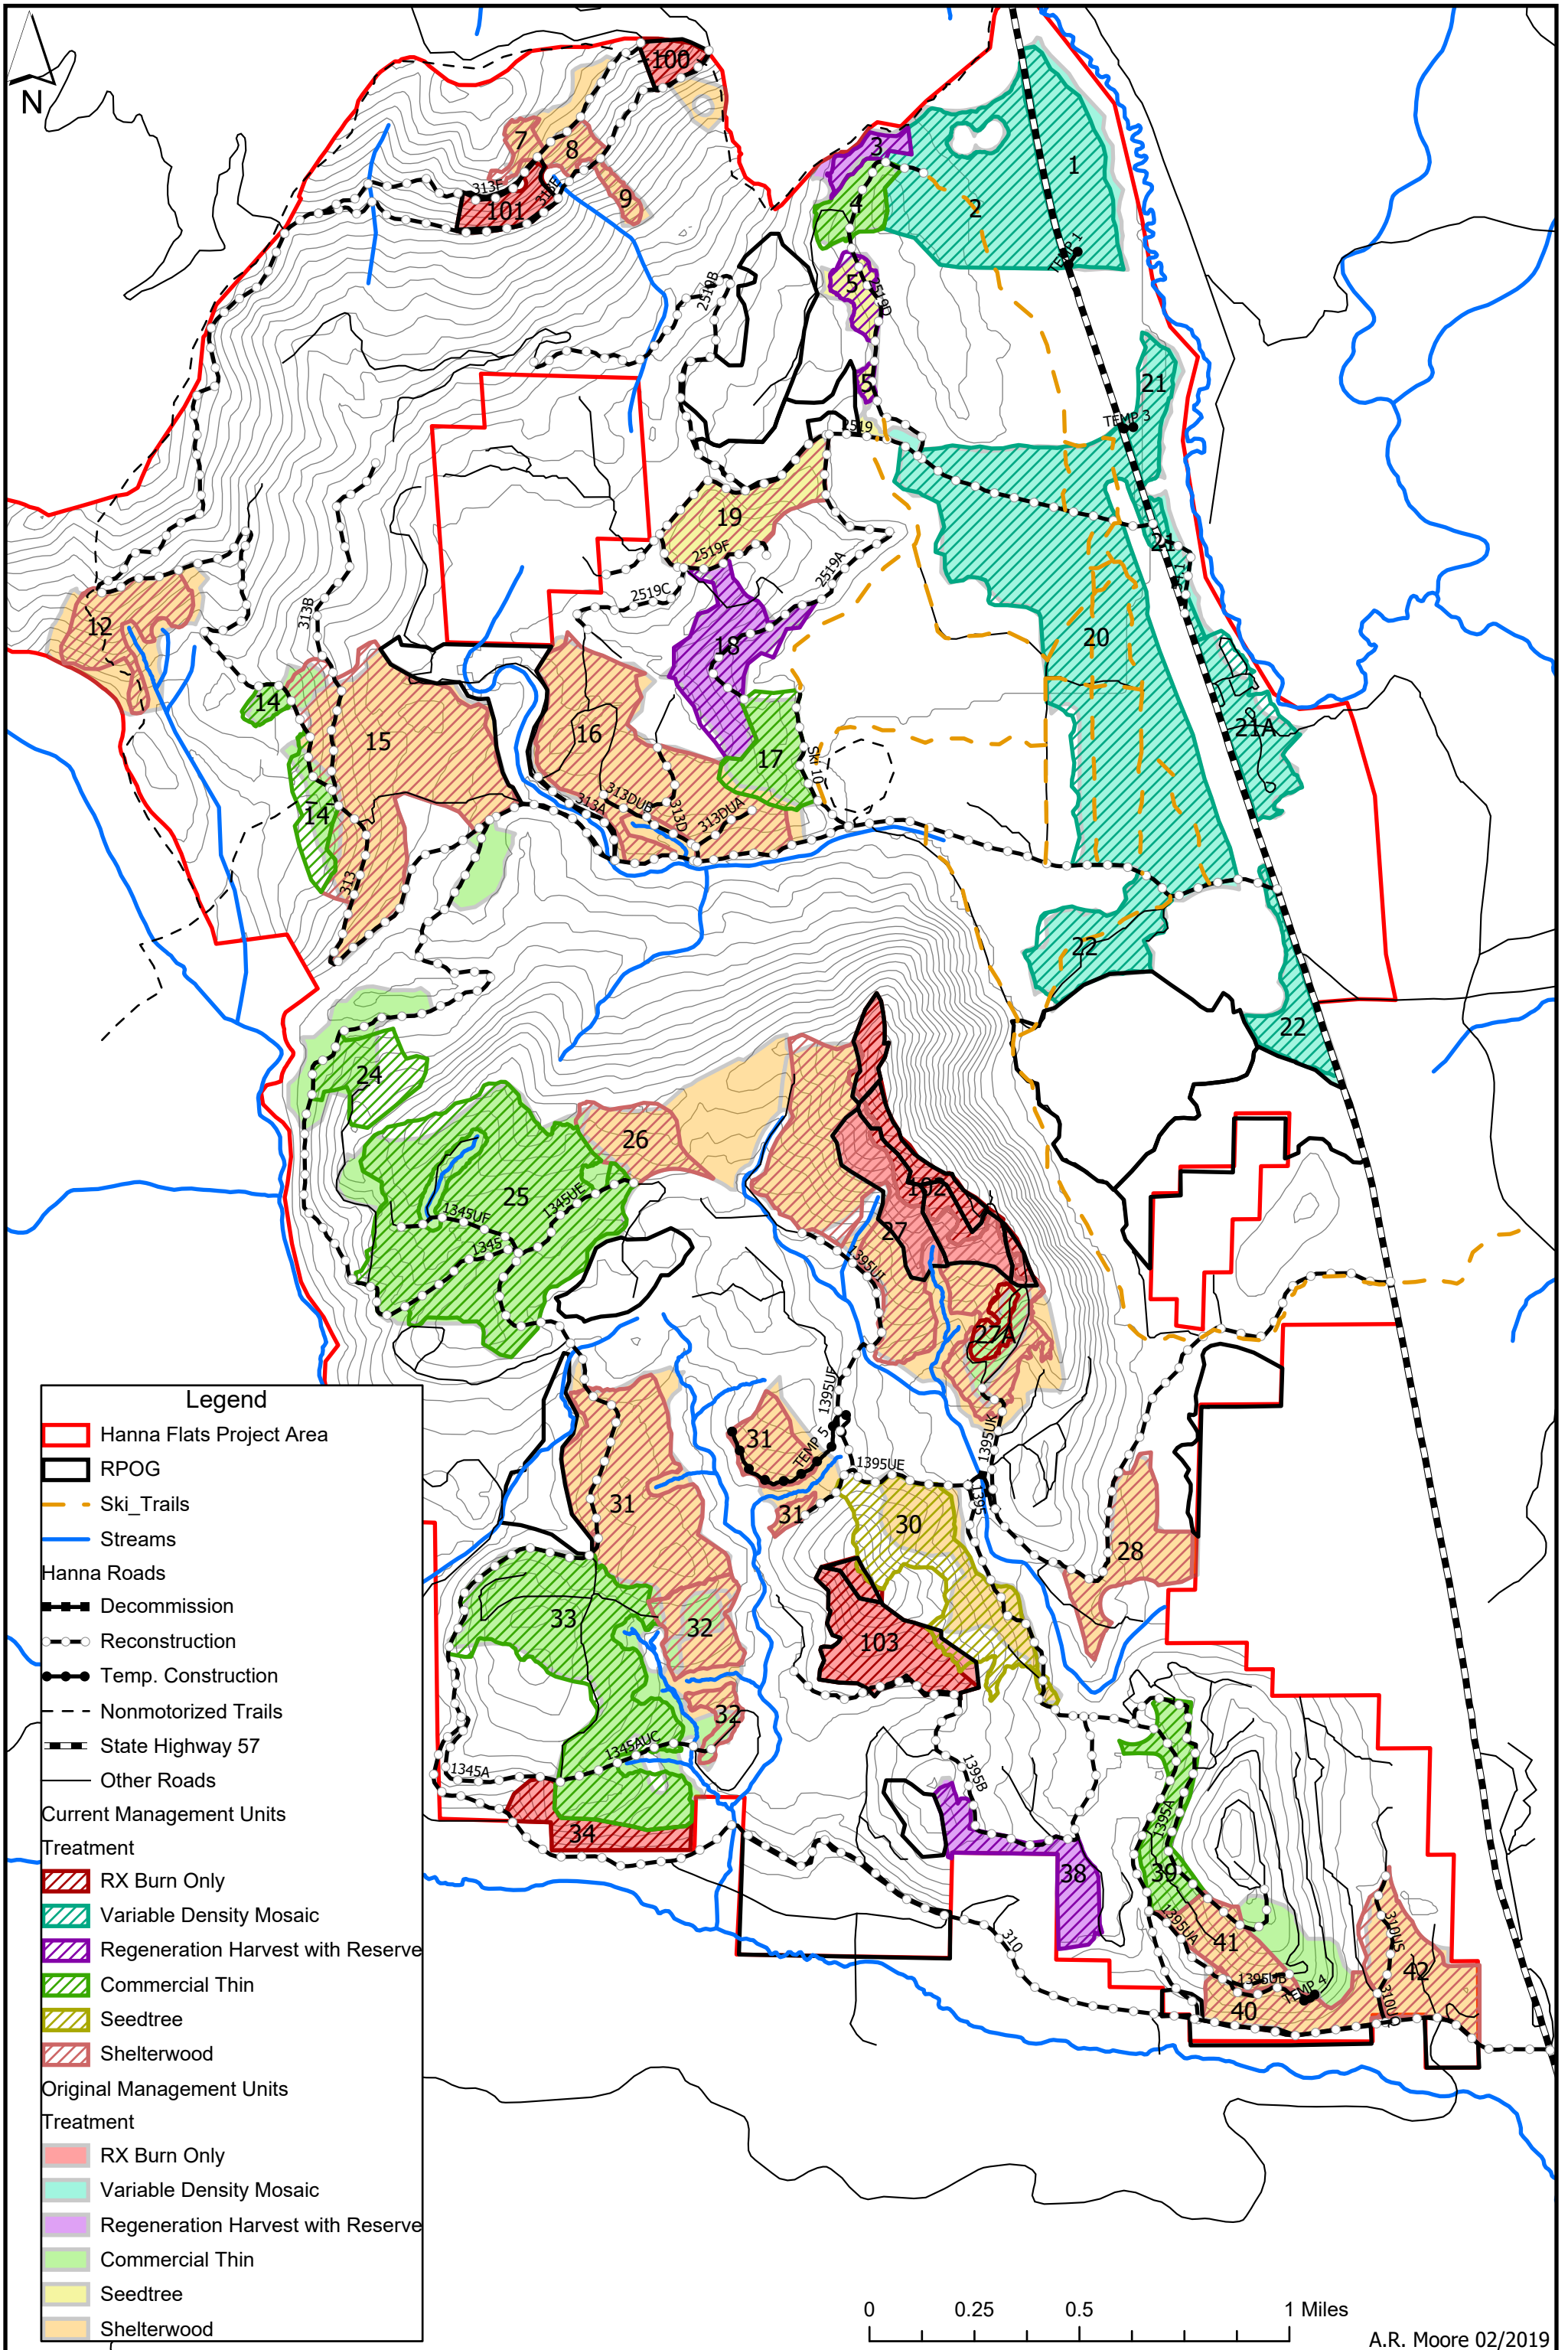 N
100
7
8
9
313F
313E
101
3
4
1
2
TEMP 1
5
2519D
2519B
5
21
TEMP 3
2519
19
2519F
2519A
2519C
21
20
12
313B
18
14
15
16
17
Ski 10
21A
14
313A
313DUB
313D
313DUA
313
22
22
24
26
25
1345UF
1345UE
1345
102
27
1395UI
27A
1395UF
31
TEMP 5
1395UE
1395UK
1395
31
31
30
28
33
32
103
32
1345AUC
1345A
34
1395B
38
1395A
39
1395UA
41
310US
42
1395UB
TEMP 4
310UQ
40
310
Legend
Hanna Flats Project Area
RPOG
Ski_Trails
Streams
Hanna Roads
Decommission
Reconstruction
Temp. Construction
Nonmotorized Trails
State Highway 57
Other Roads
Current Management Units
Treatment
RX Burn Only
Variable Density Mosaic
Regeneration Harvest with Reserve
Commercial Thin
Seedtree
Shelterwood
Original Management Units
Treatment
RX Burn Only
Variable Density Mosaic
Regeneration Harvest with Reserve
Commercial Thin
Seedtree
Shelterwood
0 0.25 0.5 1 Miles
A.R. Moore 02/2019